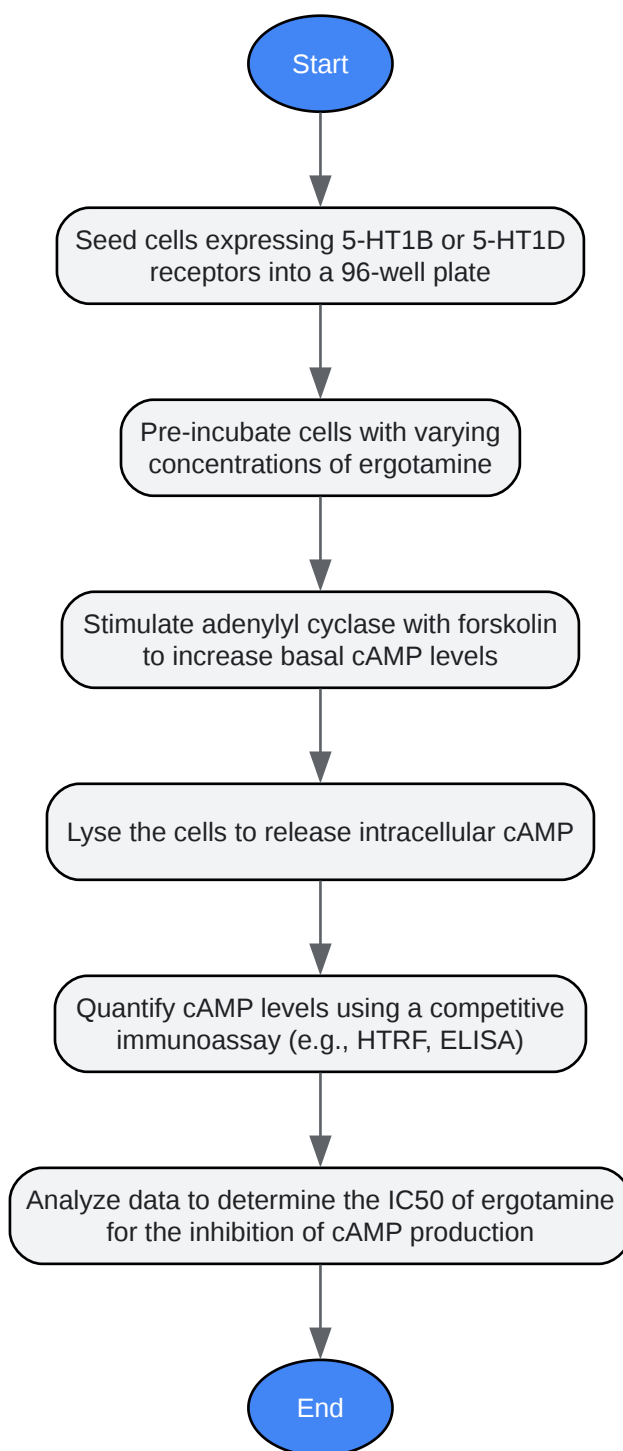 Start
Seed cells expressing 5-HT1B or 5-HT1D
receptors into a 96-well plate
Pre-incubate cells with varying
concentrations of ergotamine
Stimulate adenylyl cyclase with forskolin
to increase basal cAMP levels
Lyse the cells to release intracellular cAMP
Quantify cAMP levels using a competitive
immunoassay (e.g., HTRF, ELISA)
Analyze data to determine the IC50 of ergotamine
for the inhibition of cAMP production
End